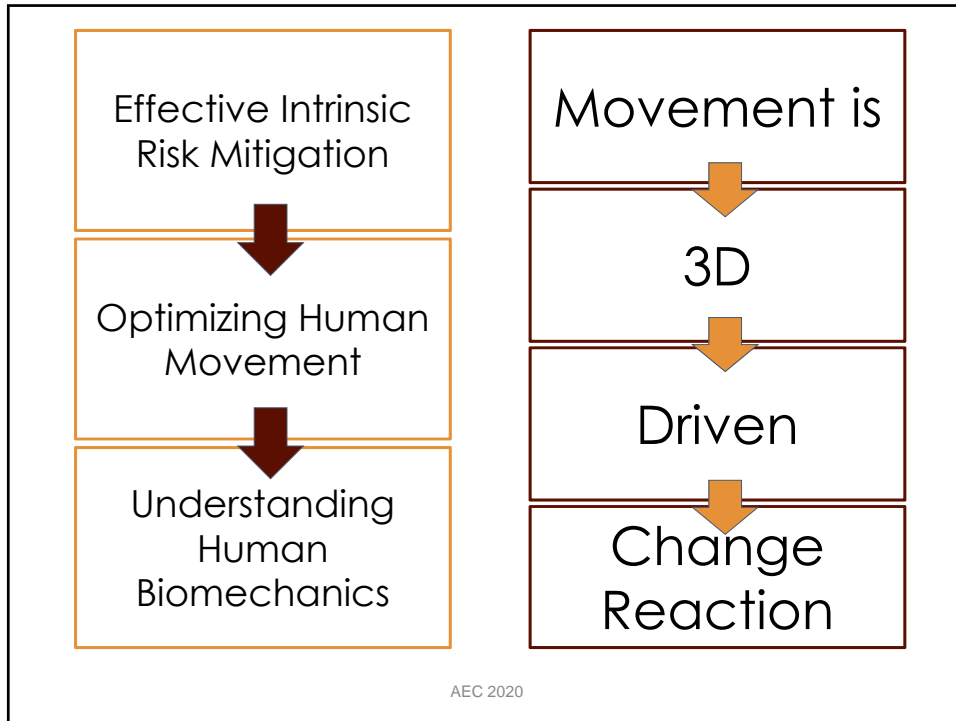 Effective Intrinsic
Risk Mitigation
Optimizing Human
Movement
Understanding
Human
Biomechanics
Movement is
3D
Driven
Change
Reaction
AEC 2020